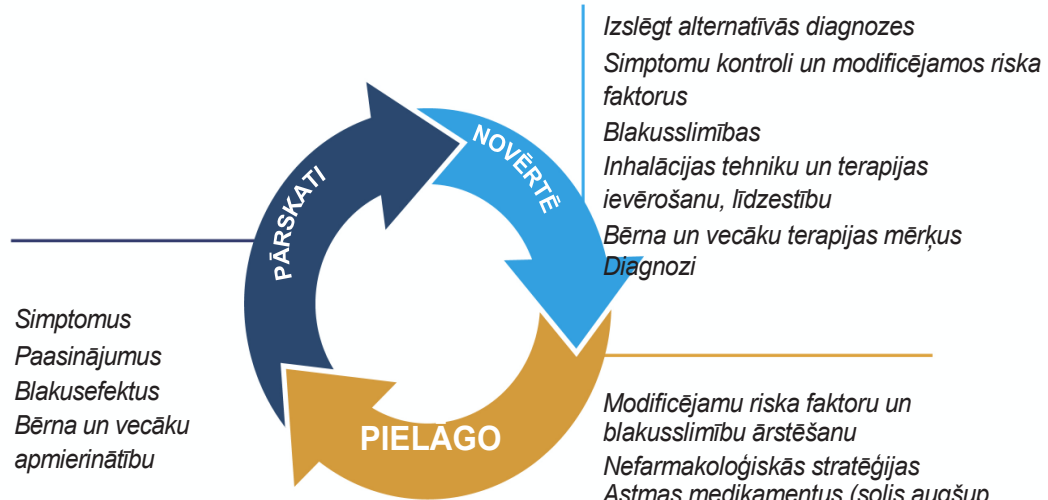 Izslēgt alternatīvās diagnozes
Simptomu kontroli un modificējamos riska
faktorus
Blakusslimības
Inhalācijas tehniku un terapijas
ievērošanu, līdzestību
Bērna un vecāku terapijas mērķus
Diagnozi
NOVĒRTĒ
PĀRSKATI
Simptomus
Paasinājumus
Blakusefektus
Bērna un vecāku
apmierinātību
PIELĀGO
Modificējamu riska faktoru un
blakusslimību ārstēšanu
Nefarmakoloģiskās stratēģijas
Astmas medikamentus (solis augšup